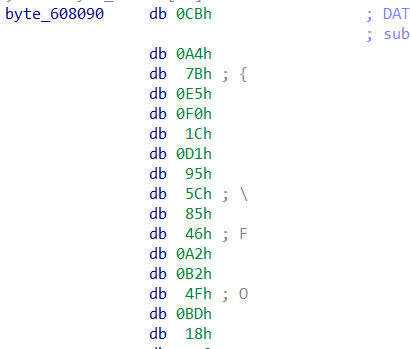 byte_608090 db 0CBh ; DAT
; sub
db 0A4h
db 7Bh ; {
db 0E5h
db 0F0h
db 1Ch
db 0D1h
db 95h
db 5Ch ; \
db 85h
db 46h ; F
db 0A2h
db 0B2h
db 4Fh ; O
db 0BDh
db 18h